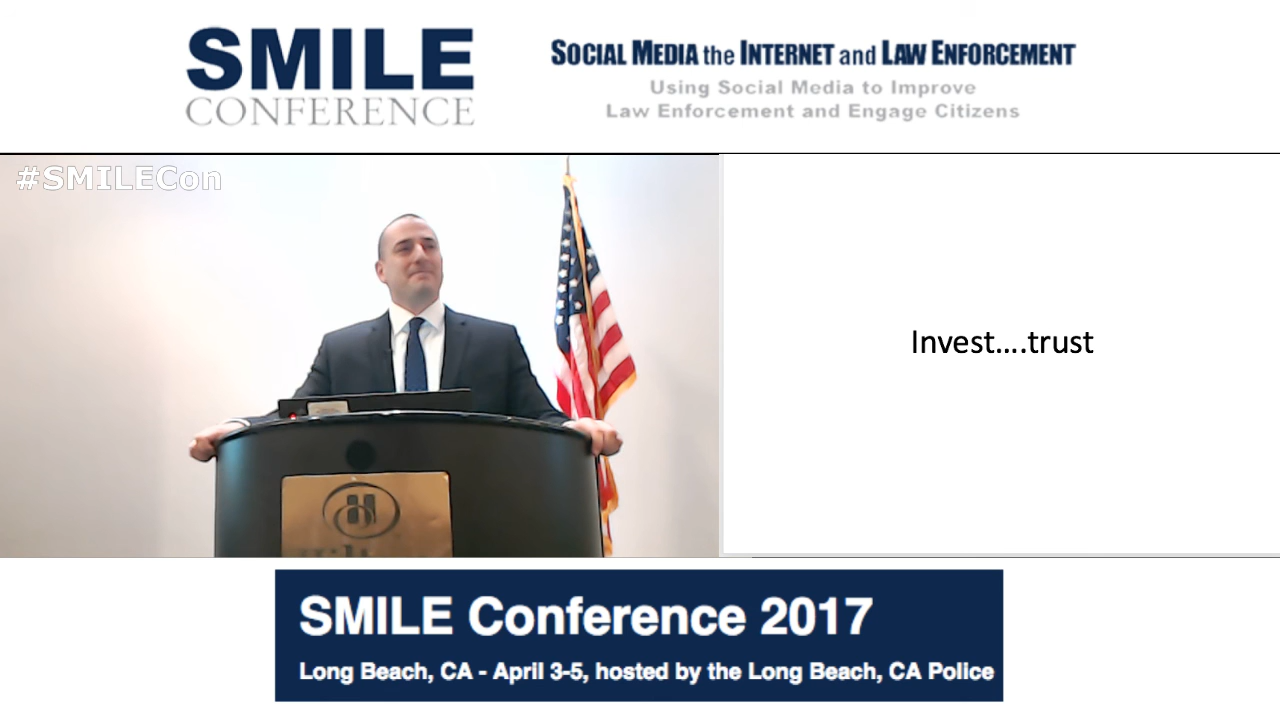 SMILE
CONFERENCE
SOCIAL MEDIA the INTERNET and LAW ENFORCEMENT
Using Social Media to Improve
Law Enforcement and Engage Citizens
#SMILECon
Invest....trust
H
Hilton
SMILE Conference 2017
Long Beach, CA - April 3-5, hosted by the Long Beach, CA Police